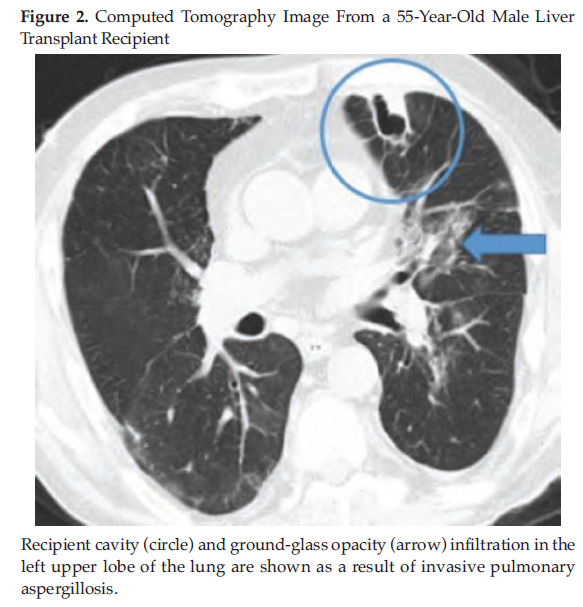 Figure 2. Computed Tomography Image From a 55-Year-Old Male Liver
Transplant Recipient
Recipient cavity (circle) and ground-glass opacity (arrow) infiltration in the
left upper lobe of the lung are shown as a result of invasive pulmonary
aspergillosis.